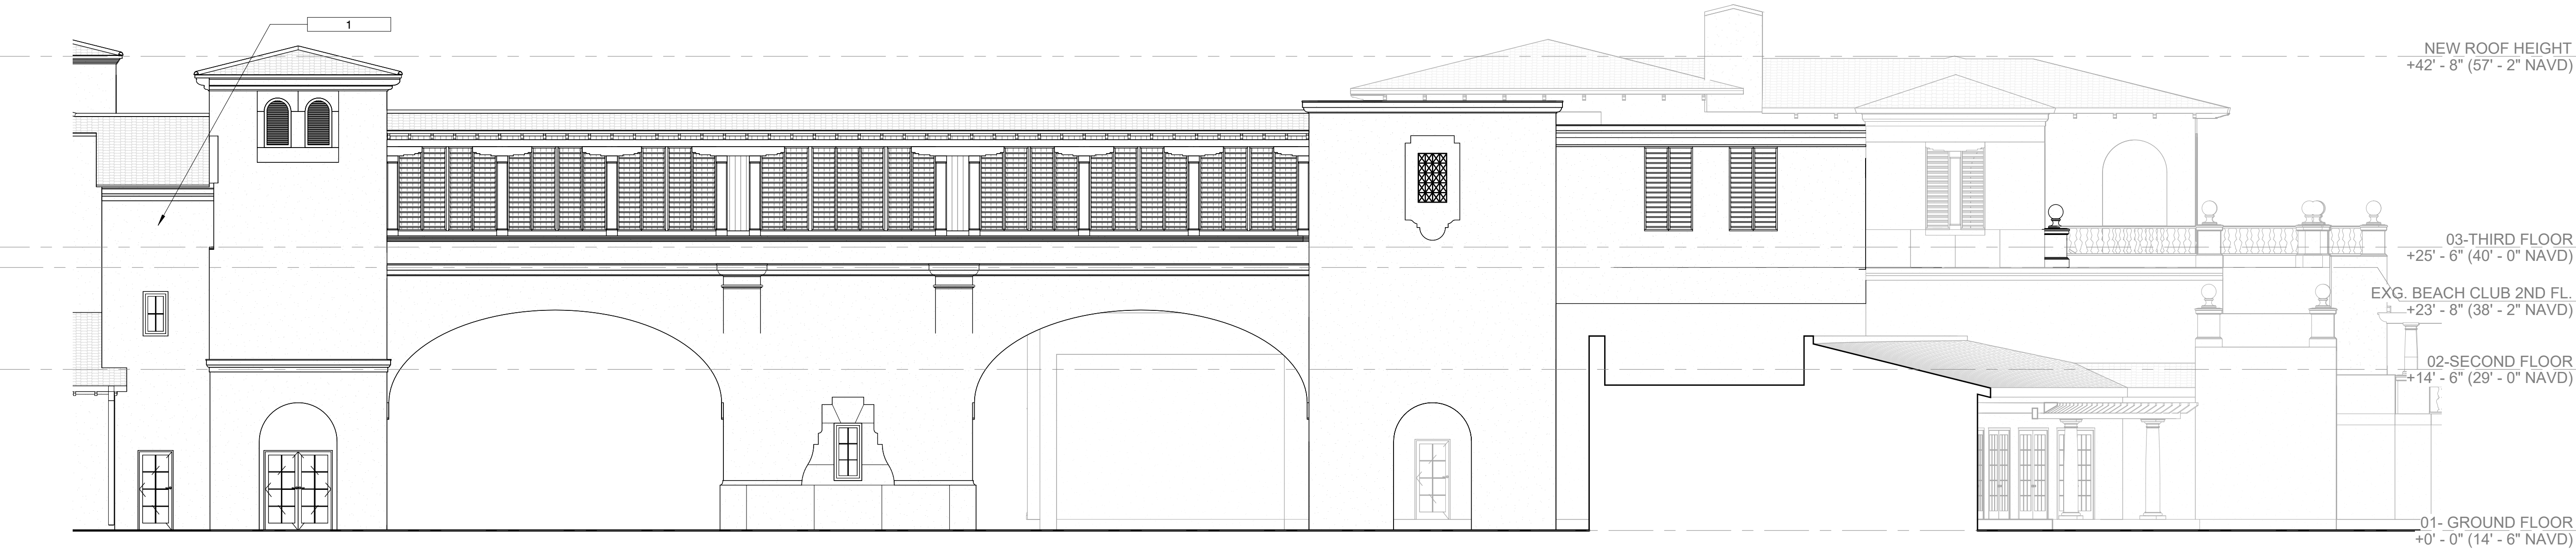 1
NEW ROOF HEIGHT
+42' - 8" (57' - 2" NAVD)
03-THIRD FLOOR
+25' - 6" (40' - 0" NAVD)
EXG. BEACH CLUB 2ND FL.
+23' - 8" (38' - 2" NAVD)
02-SECOND FLOOR
+14' - 6" (29' - 0" NAVD)
01- GROUND FLOOR
+0' - 0" (14' - 6" NAVD)